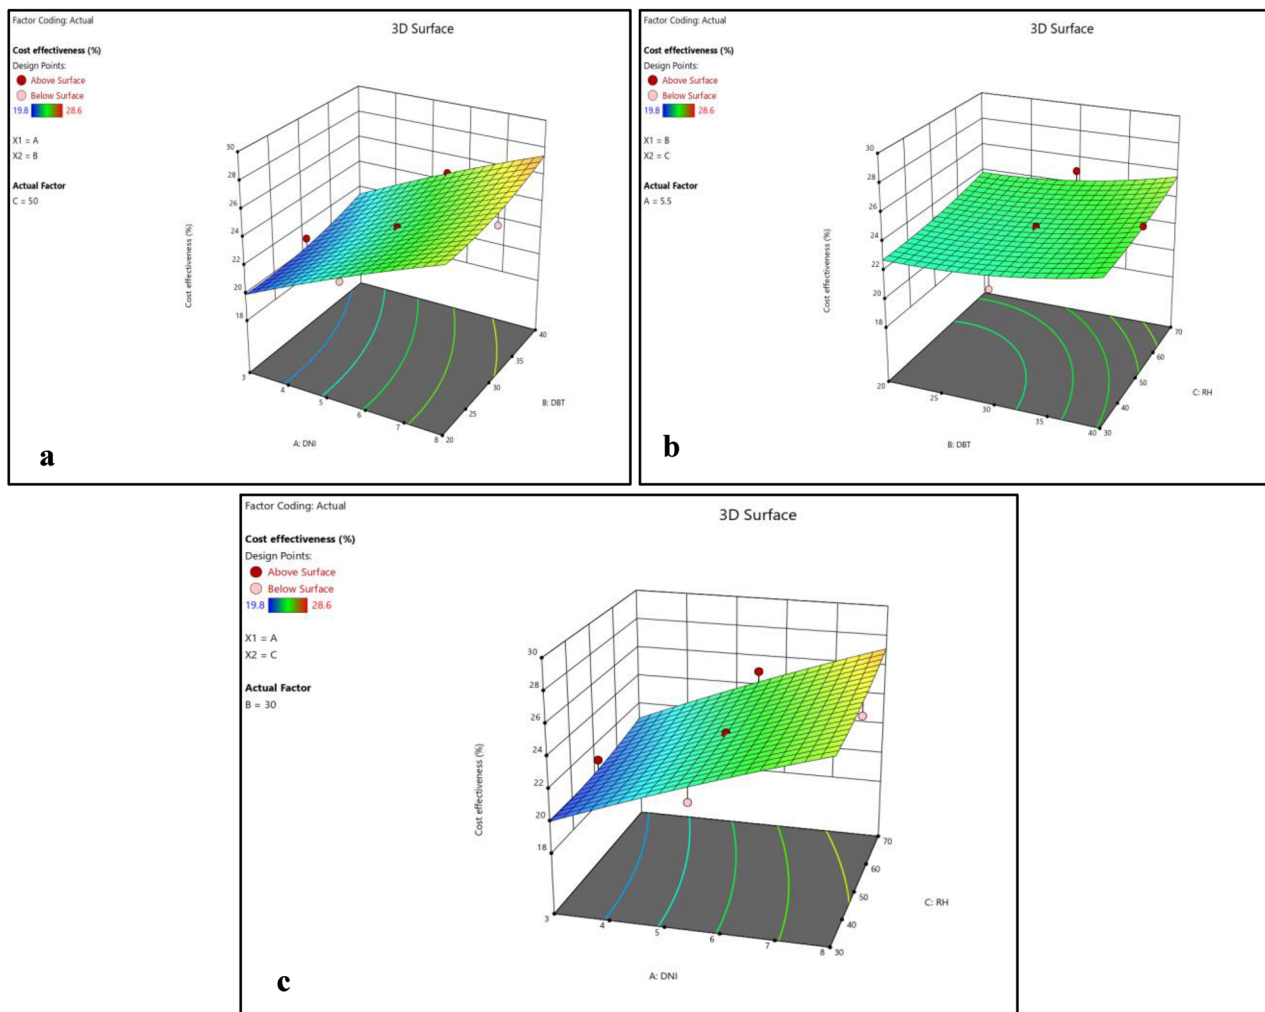 Factor Coding: Actual
3D Surface
Cost effectiveness (%)
Design Points:
Above Surface
Below Surface
19.8 28.6
X1 = A
X2 = B
Actual Factor
C = 50
30
28
26
24
22
20
18
Cost effectiveness (%)
3
4
5
6
7
8
20
25
30
35
40
A: DNI
B: DBT
a
Factor Coding: Actual
3D Surface
Cost effectiveness (%)
Design Points:
Above Surface
Below Surface
19.8 28.6
X1 = B
X2 = C
Actual Factor
A = 5.5
30
28
26
24
22
20
18
Cost effectiveness (%)
20
25
30
35
40
30
40
50
60
70
B: DBT
C: RH
b
Factor Coding: Actual
3D Surface
Cost effectiveness (%)
Design Points:
Above Surface
Below Surface
19.8 28.6
X1 = A
X2 = C
Actual Factor
B = 30
30
28
26
24
22
20
18
Cost effectiveness (%)
3
4
5
6
7
8
30
40
50
60
70
A: DNI
C: RH
c